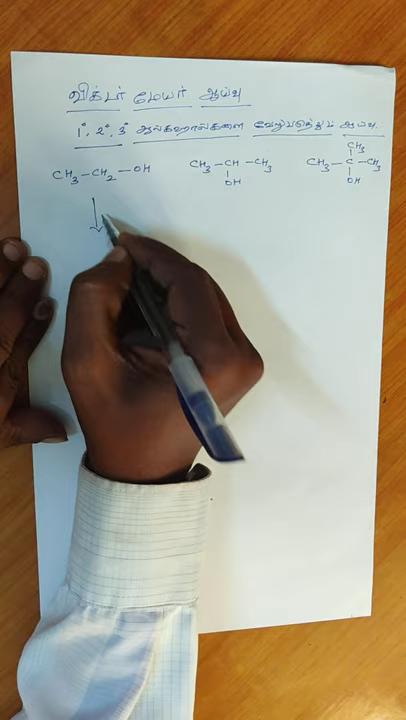 விக்டர் மேயர் ஆய்வு
1°, 2°, 3° ஆல்கஹால்களை வேறுபடுத்தும் ஆய்வு.
CH3-CH2-OH CH3-CH-CH3 CH3-C-CH3
OH CH3
OH